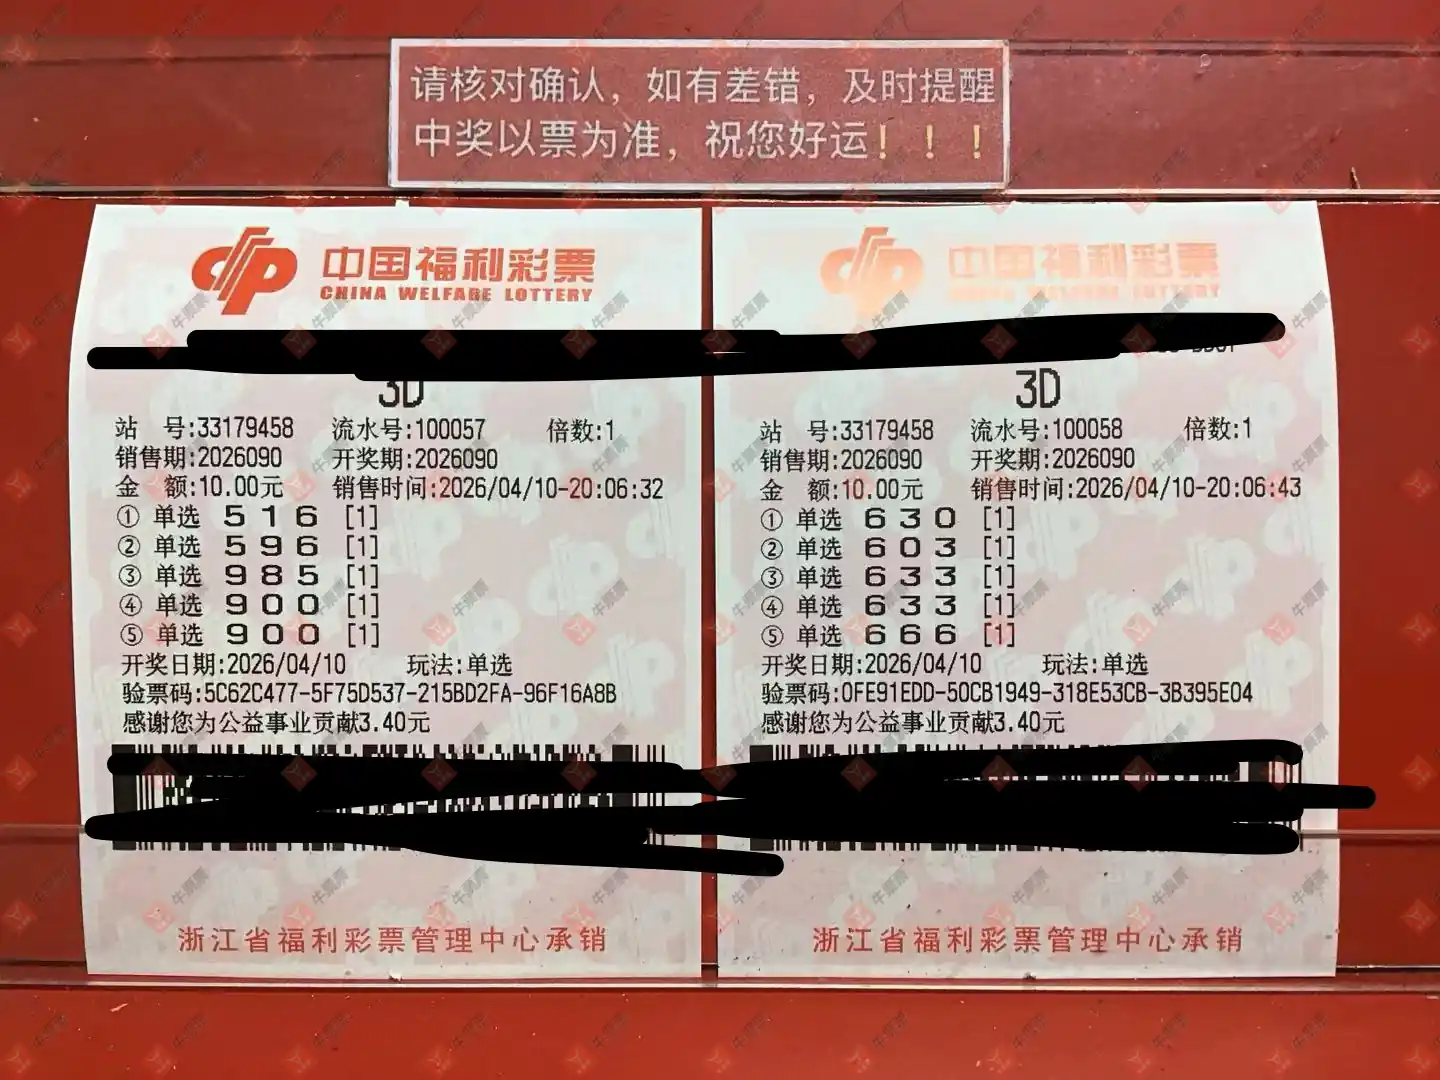 请核对确认，如有差错，及时提醒
中奖以票为准，祝您好运！！！
中国福利彩票
CHINA WELFARE LOTTERY
3D
站 号:33179458 流水号:100057 倍数:1
销售期:2026090 开奖期:2026090
金 额:10.00元 销售时间:2026/04/10-20:06:32
① 单选 5 1 6 [1]
② 单选 5 9 6 [1]
③ 单选 9 8 5 [1]
④ 单选 9 0 0 [1]
⑤ 单选 9 0 0 [1]
开奖日期:2026/04/10 玩法:单选
验票码:5C62C477-5F75D537-215BD2FA-96F16A8B
感谢您为公益事业贡献3.40元
浙江省福利彩票管理中心承销
中国福利彩票
CHINA WELFARE LOTTERY
3D
站 号:33179458 流水号:100058 倍数:1
销售期:2026090 开奖期:2026090
金 额:10.00元 销售时间:2026/04/10-20:06:43
① 单选 6 3 0 [1]
② 单选 6 0 3 [1]
③ 单选 6 3 3 [1]
④ 单选 6 3 3 [1]
⑤ 单选 6 6 6 [1]
开奖日期:2026/04/10 玩法:单选
验票码:0FE91EDD-50CB1949-318E53CB-3B395E04
感谢您为公益事业贡献3.40元
浙江省福利彩票管理中心承销